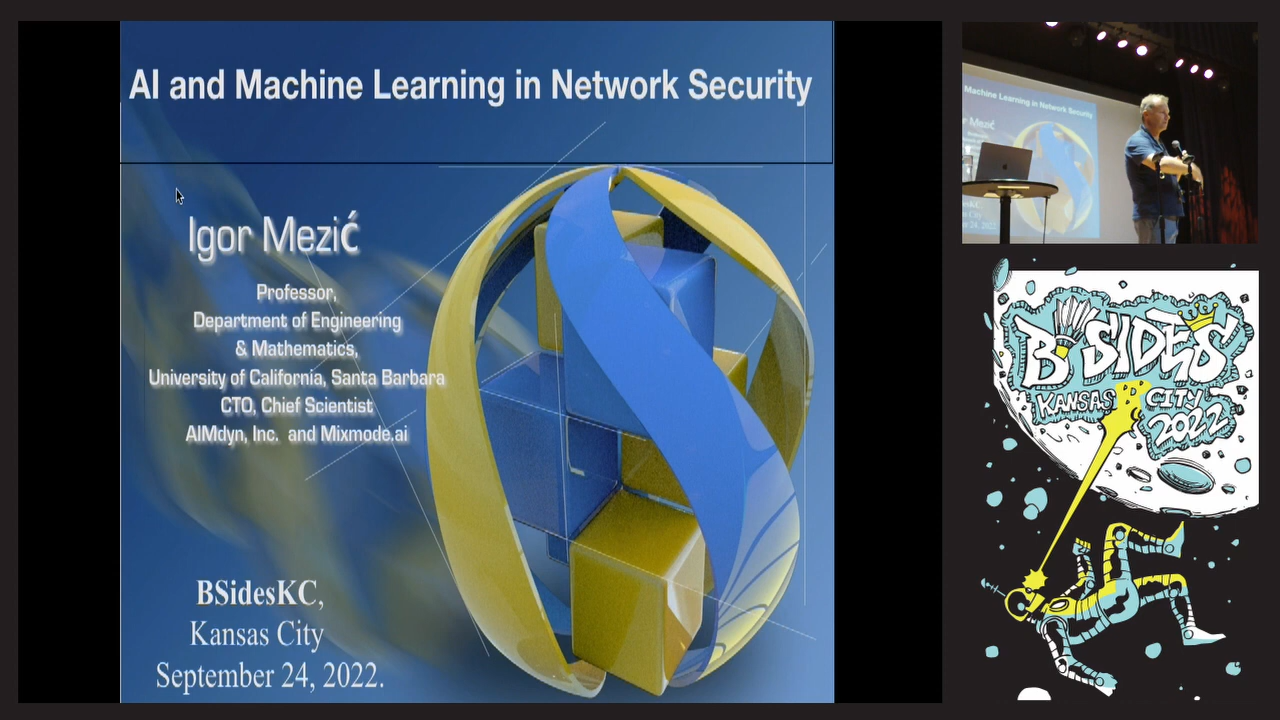 AI and Machine Learning in Network Security
Igor Mezić
Professor,
Department of Engineering
& Mathematics,
University of California, Santa Barbara
CTO, Chief Scientist
AIMdyn, Inc. and Mixmode.ai
BSidesKC,
Kansas City
September 24, 2022.
Machine Learning in Network Security
r Mezić
BSIDES
KANSAS CITY
2022